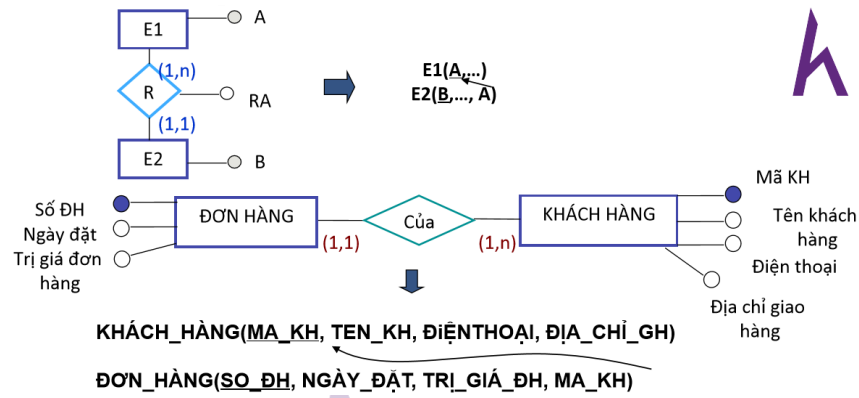 E1
A
(1,n)
R
RA
(1,1)
E2
B
E1(A,...)
E2(B,..., A)
Số ĐH
Ngày đặt
Trị giá đơn
hàng
ĐƠN HÀNG
(1,1)
Của
(1,n)
KHÁCH HÀNG
Mã KH
Tên khách
hàng
Điện thoại
Địa chỉ giao
hàng
KHÁCH_HÀNG(MA_KH, TEN_KH, ĐiỆNTHOẠI, ĐỊA_CHỈ_GH)
ĐƠN_HÀNG(SO_ĐH, NGÀY_ĐẶT, TRỊ_GIÁ_ĐH, MA_KH)